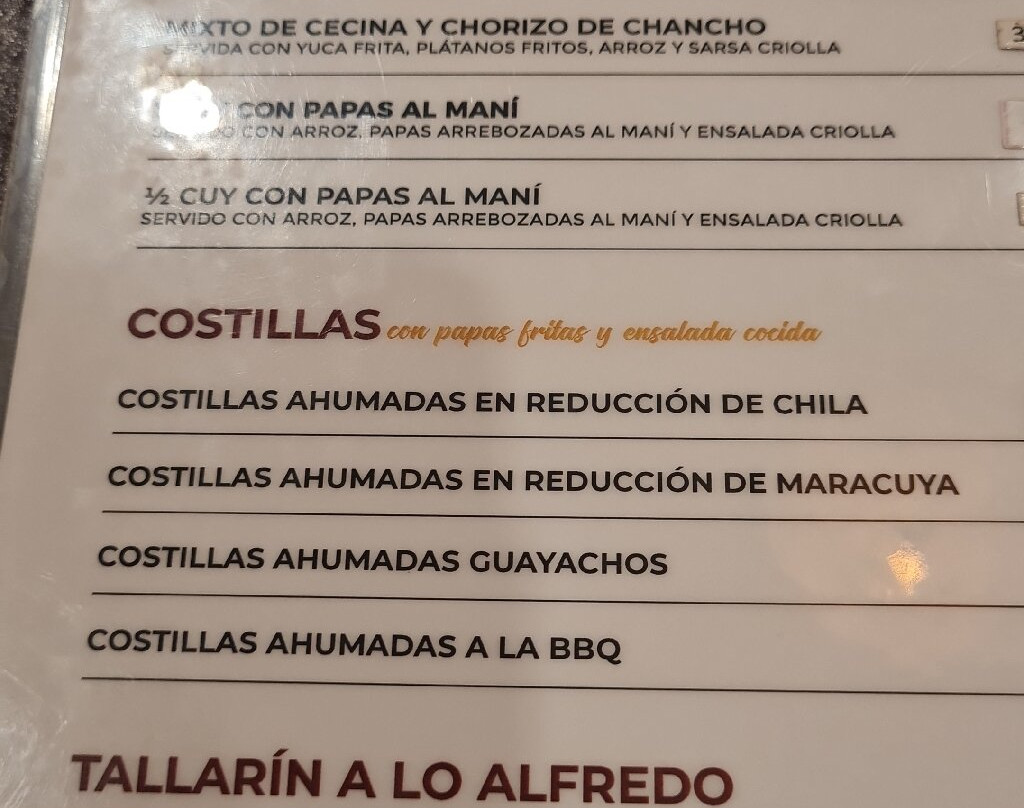 MIXTO DE CECINA Y CHORIZO DE CHANCHO
SERVIDA CON YUCA FRITA, PLÁTANOS FRITOS, ARROZ Y SARSA CRIOLLA
CON PAPAS AL MANÍ
CON ARROZ, PAPAS ARREBOZADAS AL MANÍ Y ENSALADA CRIOLLA
½ CUY CON PAPAS AL MANÍ
SERVIDO CON ARROZ, PAPAS ARREBOZADAS AL MANÍ Y ENSALADA CRIOLLA
COSTILLAS con papas fritas y ensalada cocida
COSTILLAS AHUMADAS EN REDUCCIÓN DE CHILA
COSTILLAS AHUMADAS EN REDUCCIÓN DE MARACUYA
COSTILLAS AHUMADAS GUAYACHOS
COSTILLAS AHUMADAS A LA BBQ
TALLARÍN A LO ALFREDO